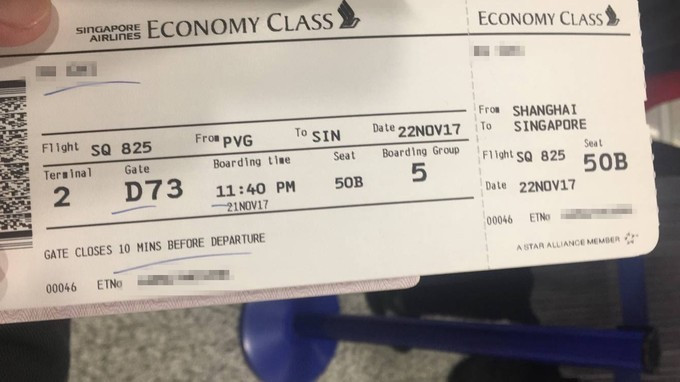 SINGAPORE AIRLINES ECONOMY CLASS
Flight SQ 825 From PVG To SIN Date 22NOV17
Terminal Gate Boarding time Seat Boarding Group
2 D73 11:40 PM 50B 5
21NOV17
GATE CLOSES 10 MINS BEFORE DEPARTURE
00046 ETNo
ECONOMY CLASS
From SHANGHAI
To SINGAPORE
Flight SQ 825 Seat 50B
Date 22NOV17
00046 ETNo
A STAR ALLIANCE MEMBER